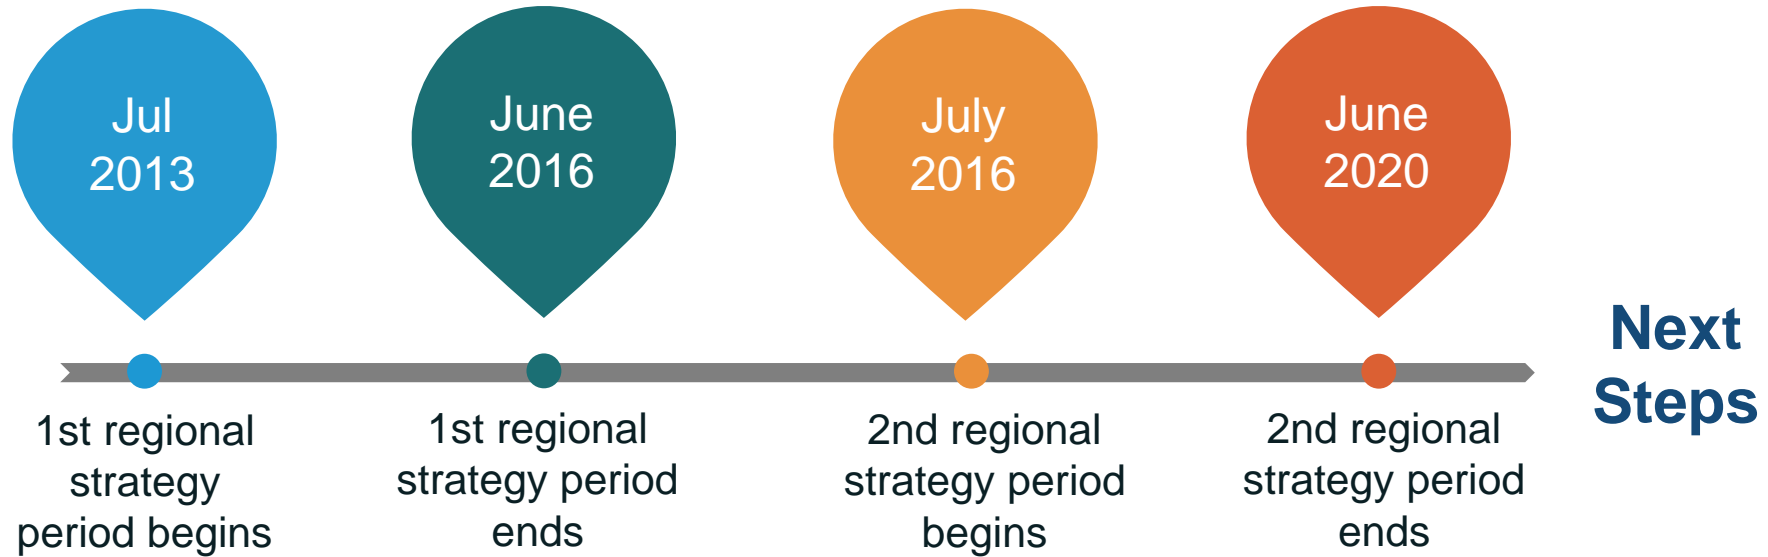 Jul
2013
June
2016
July
2016
June
2020
1st regional
strategy
period begins
1st regional
strategy period
ends
2nd regional
strategy period
begins
2nd regional
strategy period
ends
Next
Steps